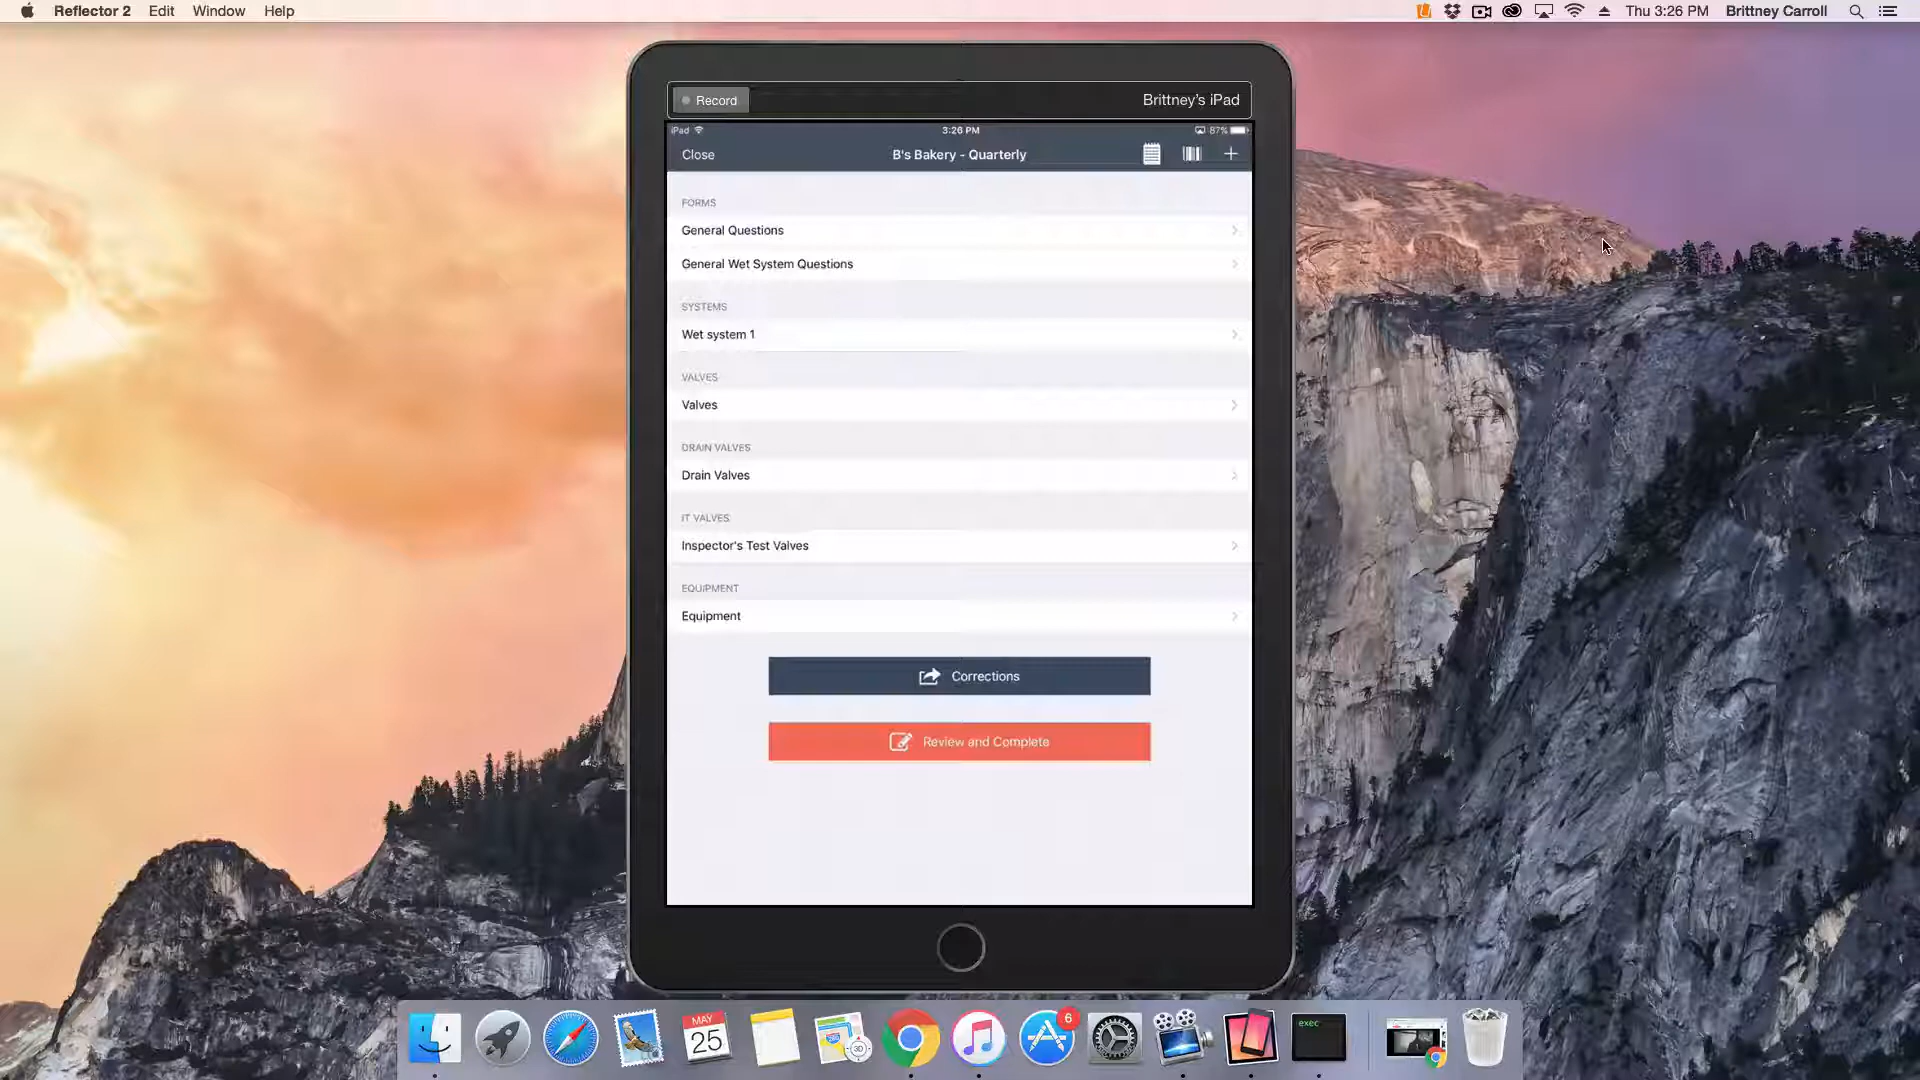 Reflector 2 Edit Window Help Thu 3:26 PM Brittney Carroll
Record Brittney's iPad
iPad 3:26 PM 87%
Close B's Bakery - Quarterly
FORMS
General Questions
General Wet System Questions
SYSTEMS
Wet system 1
VALVES
Valves
DRAIN VALVES
Drain Valves
IT VALVES
Inspector's Test Valves
EQUIPMENT
Equipment
Corrections
Review and Complete
MAY
25
3D
6
exec